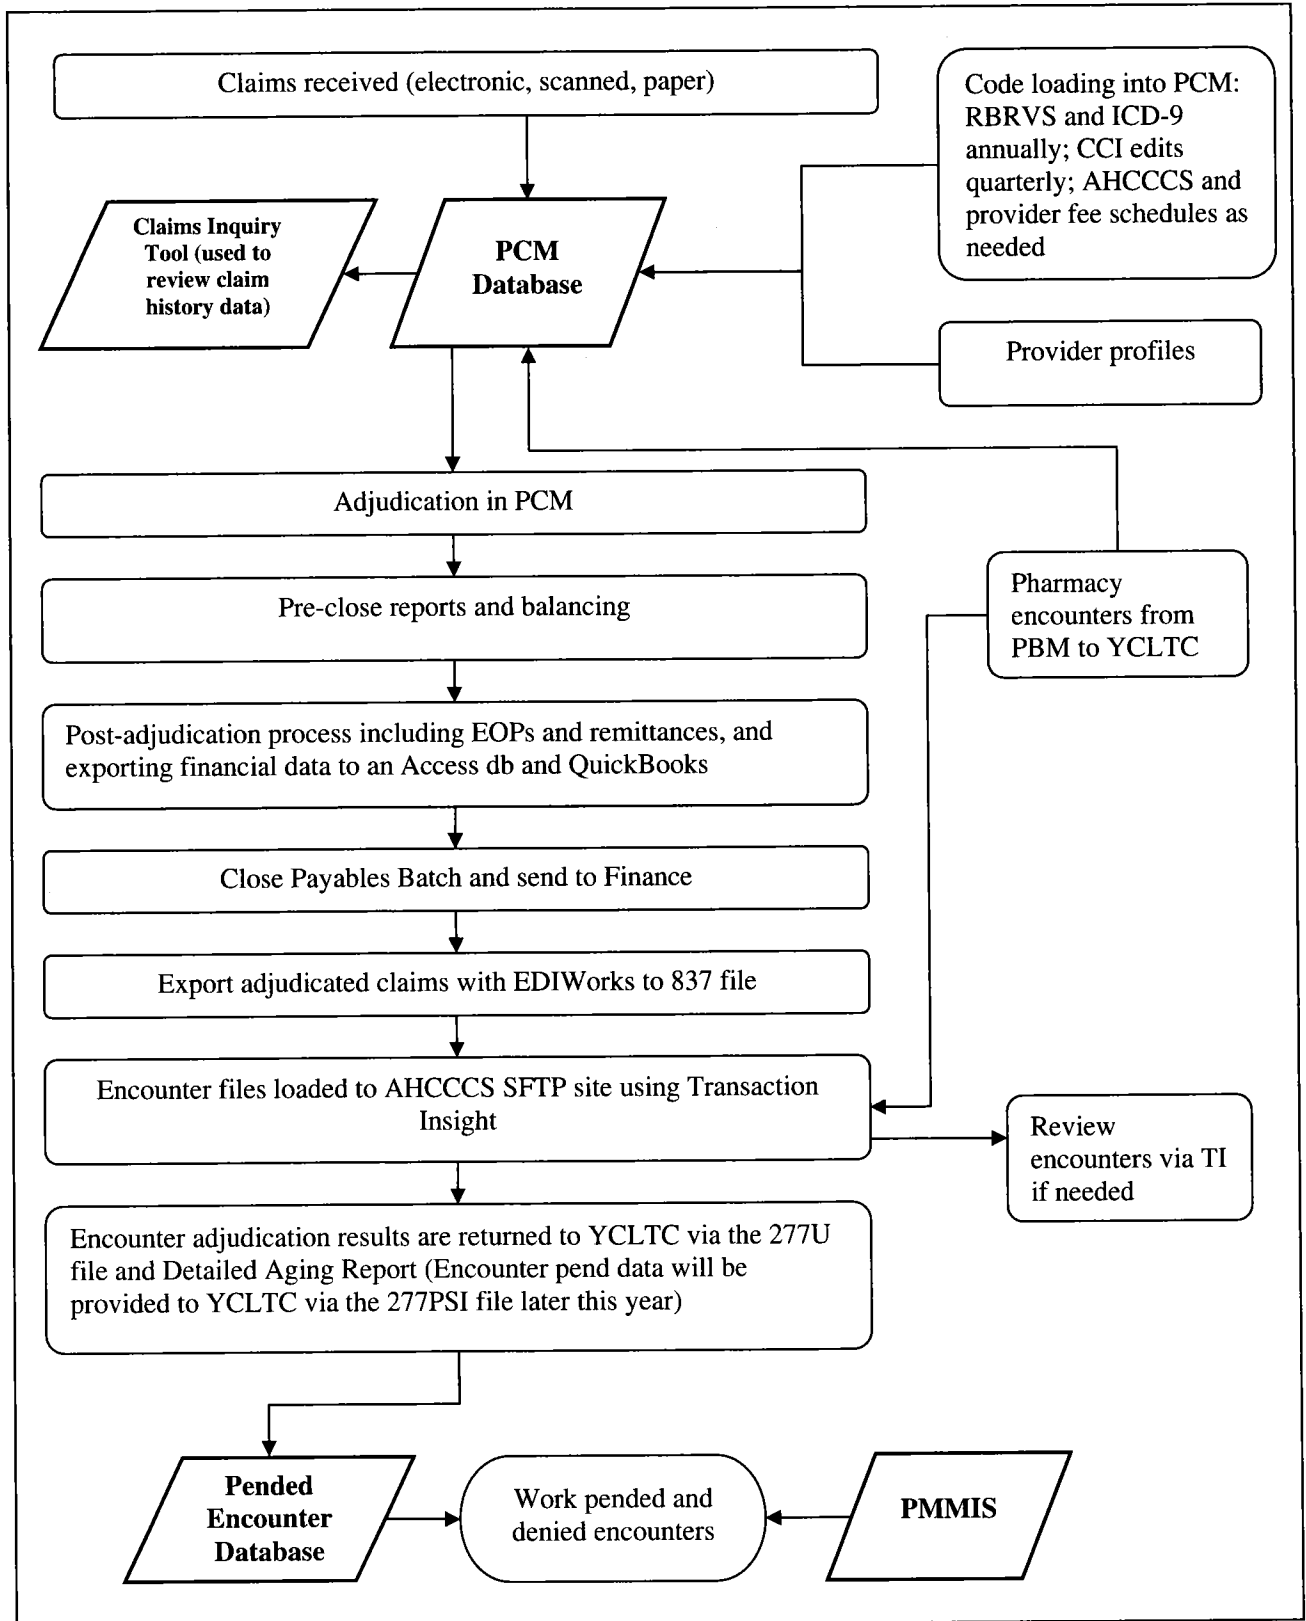 Claims received (electronic, scanned, paper)
Code loading into PCM:
RBRVS and ICD-9
annually; CCI edits
quarterly; AHCCCS and
provider fee schedules as
needed
Claims Inquiry
Tool (used to
review claim
history data)
PCM
Database
Provider profiles
Adjudication in PCM
Pre-close reports and balancing
Pharmacy
encounters from
PBM to YCLTC
Post-adjudication process including EOPs and remittances, and
exporting financial data to an Access db and QuickBooks
Close Payables Batch and send to Finance
Export adjudicated claims with EDIWorks to 837 file
Encounter files loaded to AHCCCS SFTP site using Transaction
Insight
Review
encounters via TI
if needed
Encounter adjudication results are returned to YCLTC via the 277U
file and Detailed Aging Report (Encounter pend data will be
provided to YCLTC via the 277PSI file later this year)
Pended
Encounter
Database
Work pended and
denied encounters
PMMIS